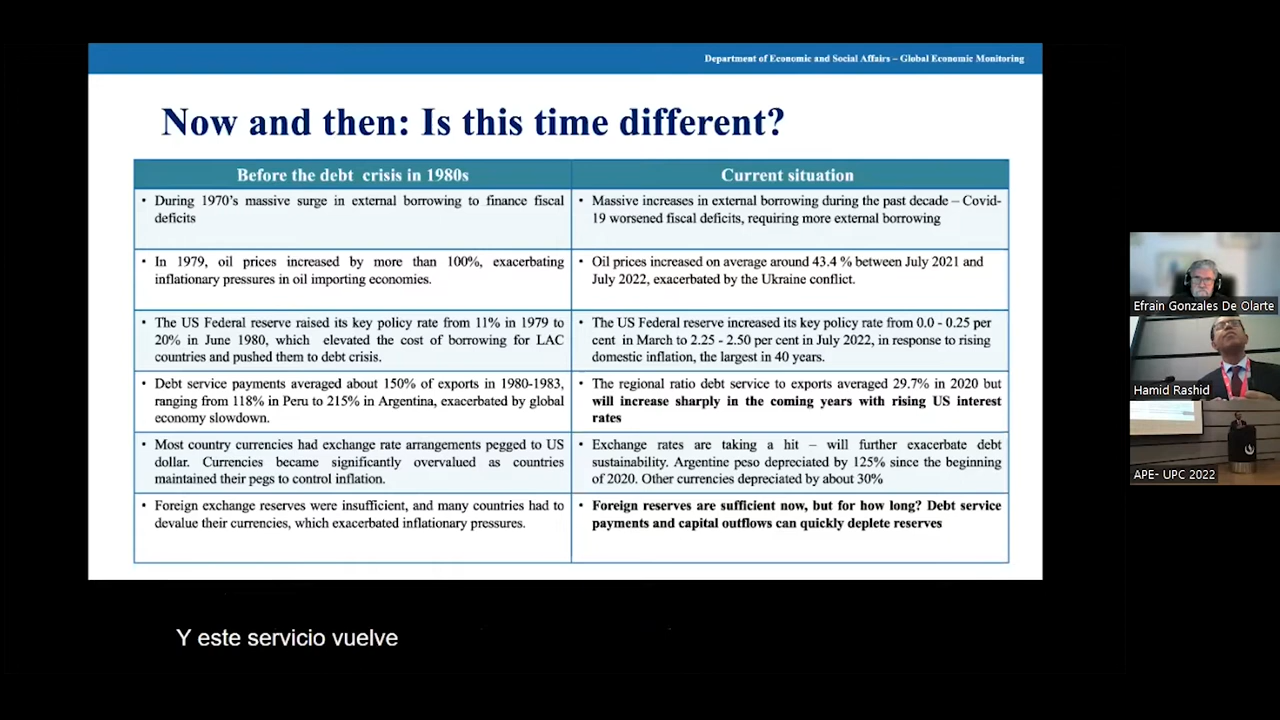 Department of Economic and Social Affairs – Global Economic Monitoring
Now and then: Is this time different?
Before the debt crisis in 1980s
Current situation
• During 1970's massive surge in external borrowing to finance fiscal
deficits
• Massive increases in external borrowing during the past decade – Covid-
19 worsened fiscal deficits, requiring more external borrowing
• In 1979, oil prices increased by more than 100%, exacerbating
inflationary pressures in oil importing economies.
• Oil prices increased on average around 43.4 % between July 2021 and
July 2022, exacerbated by the Ukraine conflict.
• The US Federal reserve raised its key policy rate from 11% in 1979 to
20% in June 1980, which elevated the cost of borrowing for LAC
countries and pushed them to debt crisis.
• The US Federal reserve increased its key policy rate from 0.0 - 0.25 per
cent in March to 2.25 - 2.50 per cent in July 2022, in response to rising
domestic inflation, the largest in 40 years.
• Debt service payments averaged about 150% of exports in 1980-1983,
ranging from 118% in Peru to 215% in Argentina, exacerbated by global
economy slowdown.
• The regional ratio debt service to exports averaged 29.7% in 2020 but
will increase sharply in the coming years with rising US interest
rates
• Most country currencies had exchange rate arrangements pegged to US
dollar. Currencies became significantly overvalued as countries
maintained their pegs to control inflation.
• Exchange rates are taking a hit – will further exacerbate debt
sustainability. Argentine peso depreciated by 125% since the beginning
of 2020. Other currencies depreciated by about 30%
• Foreign exchange reserves were insufficient, and many countries had to
devalue their currencies, which exacerbated inflationary pressures.
• Foreign reserves are sufficient now, but for how long? Debt service
payments and capital outflows can quickly deplete reserves
Efrain Gonzales De Olarte
Hamid Rashid
APE- UPC 2022
Y este servicio vuelve